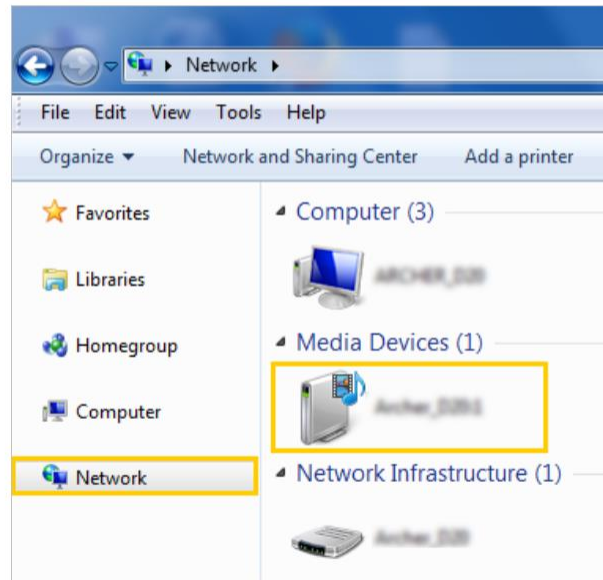 Network
File Edit View Tools Help
Organize Network and Sharing Center Add a printer
Favorites
Libraries
Homegroup
Computer
Network
Computer (3)
Media Devices (1)
Network Infrastructure (1)